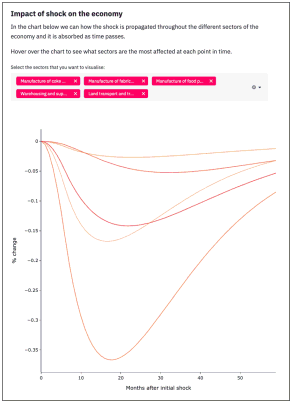 Impact of shock on the economy
In the chart below we can how the shock is propagated throughout the different sectors of the
economy and it is absorbed as time passes.
Hover over the chart to see what sectors are the most affected at each point in time.
Select the sectors that you want to visualise:
Manufacture of coke ... × Manufacture of fabric... × Manufacture of food p... ×
Warehousing and sup... × Land transport and tr... ×
0
−0.05
−0.1
−0.15
−0.2
−0.25
−0.3
−0.35
% change
0 10 20 30 40 50
Months after initial shock